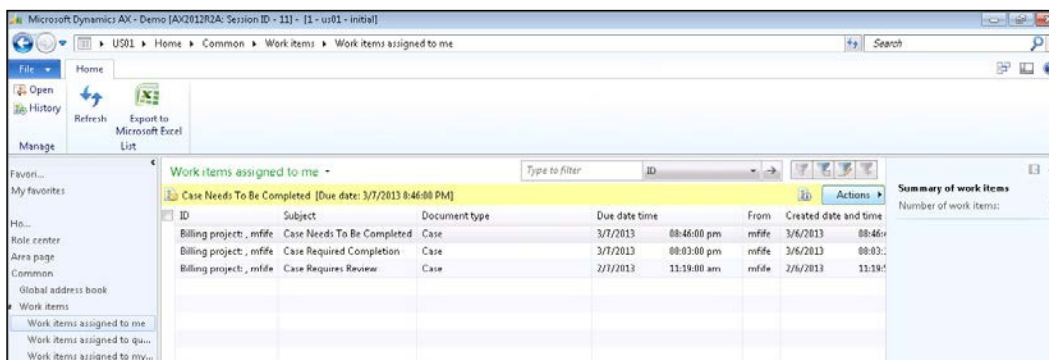 Microsoft Dynamics AX - Demo [AX2012R2A: Session ID - 11] - [1 - us01 - initial]
US01 Home Common Work items Work items assigned to me Search
File Home
Open
History
Refresh
Export to
Microsoft Excel
Manage List
Favori...
My favorites
Ho...
Role center
Area page
Common
Global address book
Work items
Work items assigned to me
Work items assigned to qu...
Work items assigned to my...
Work items assigned to me
Type to filter ID
Case Needs To Be Completed [Due date: 3/7/2013 8:46:00 PM] Actions
ID Subject Document type Due date time From Created date and time
Billing project: , mfife Case Needs To Be Completed Case 3/7/2013 08:46:00 pm mfife 3/6/2013 08:46:
Billing project: , mfife Case Required Completion Case 3/7/2013 08:03:00 pm mfife 3/6/2013 08:03:
Billing project: , mfife Case Requires Review Case 2/7/2013 11:19:00 am mfife 2/6/2013 11:19:
Summary of work items
Number of work items: